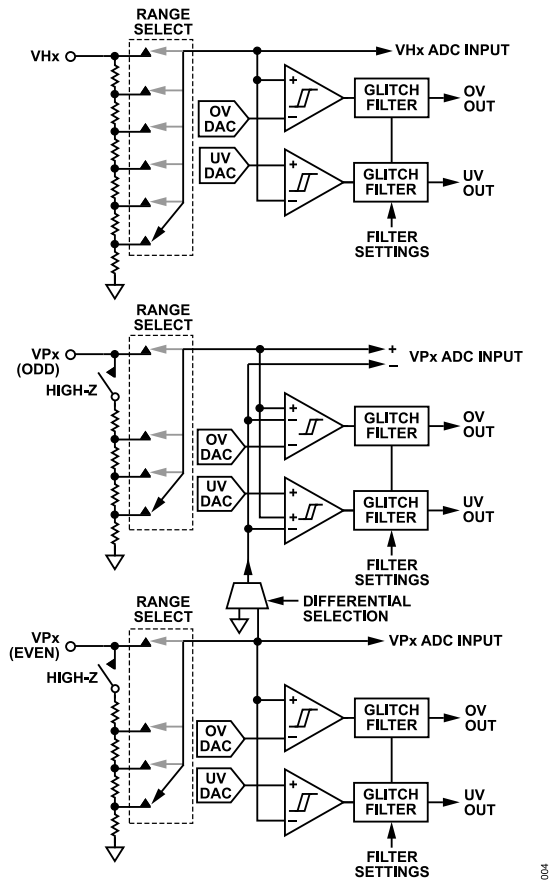 RANGE
SELECT
VHx
VHx ADC INPUT
+
−
OV
DAC
GLITCH
FILTER
OV
OUT
UV
DAC
+
−
GLITCH
FILTER
UV
OUT
FILTER
SETTINGS
RANGE
SELECT
VPx
(ODD)
HIGH-Z
+
−
VPx ADC INPUT
+
−
−
OV
DAC
GLITCH
FILTER
OV
OUT
UV
DAC
+
+
−
GLITCH
FILTER
UV
OUT
FILTER
SETTINGS
DIFFERENTIAL
SELECTION
RANGE
SELECT
VPx
(EVEN)
HIGH-Z
VPx ADC INPUT
+
−
OV
DAC
GLITCH
FILTER
OV
OUT
UV
DAC
+
−
GLITCH
FILTER
UV
OUT
FILTER
SETTINGS
004